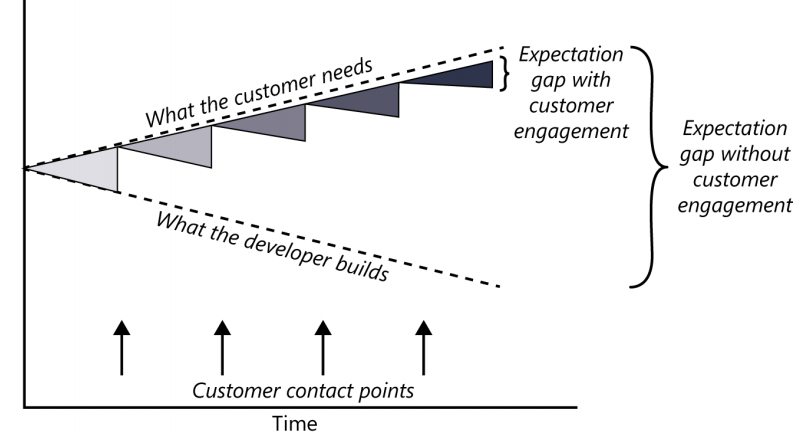 What the customer needs
Expectation
gap with
customer
engagement
Expectation
gap without
customer
engagement
What the developer builds
Customer contact points
Time